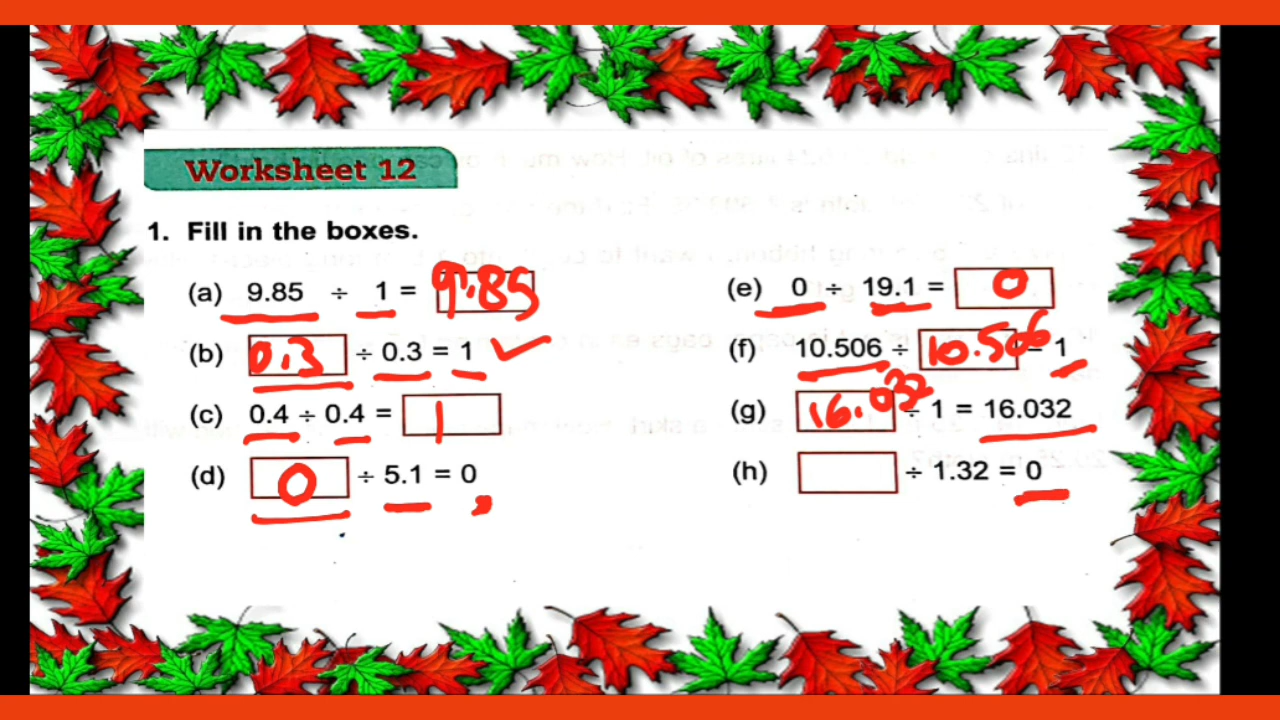 Worksheet 12
1. Fill in the boxes.
(a) 9.85 ÷ 1 = 9.85
(b) 0.3 ÷ 0.3 = 1 ✓
(c) 0.4 ÷ 0.4 = 1
(d) 0 ÷ 5.1 = 0
(e) 0 ÷ 19.1 = 0
(f) 10.506 ÷ 10.506 = 1
(g) 16.032 ÷ 1 = 16.032
(h) ÷ 1.32 = 0